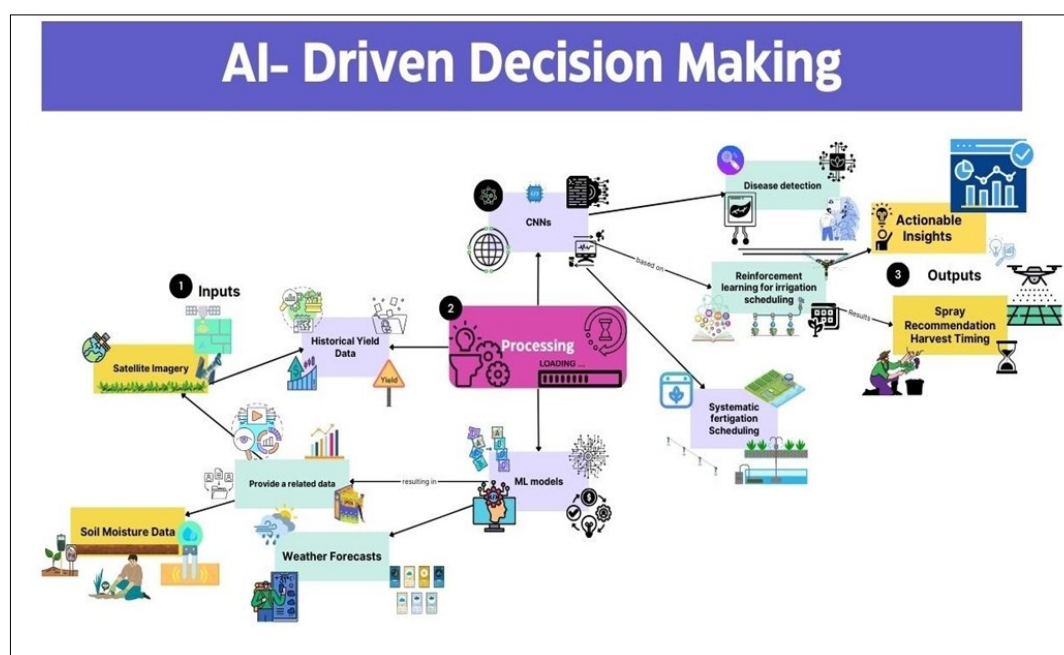 AI- Driven Decision Making
1
Inputs
Satellite Imagery
Historical Yield
Data
Yield
Provide a related data
Soil Moisture Data
Weather Forecasts
2
Processing
LOADING ...
CNNs
ML models
resulting in
Disease detection
based on
Reinforcement
learning for irrigation
scheduling
Results
Systematic
fertigation
Scheduling
Actionable
Insights
3
Outputs
Spray
Recommendation
Harvest Timing